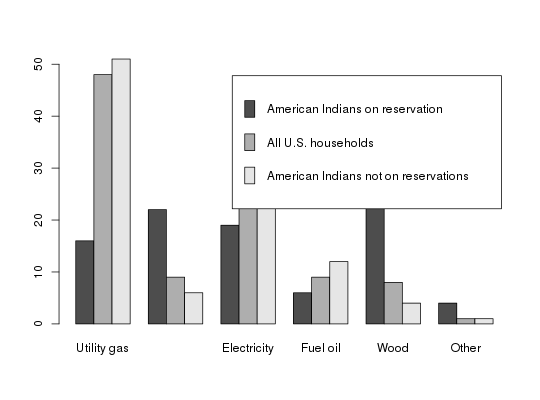 50
40
30
20
10
0
American Indians on reservation
All U.S. households
American Indians not on reservations
Utility gas
Electricity
Fuel oil
Wood
Other